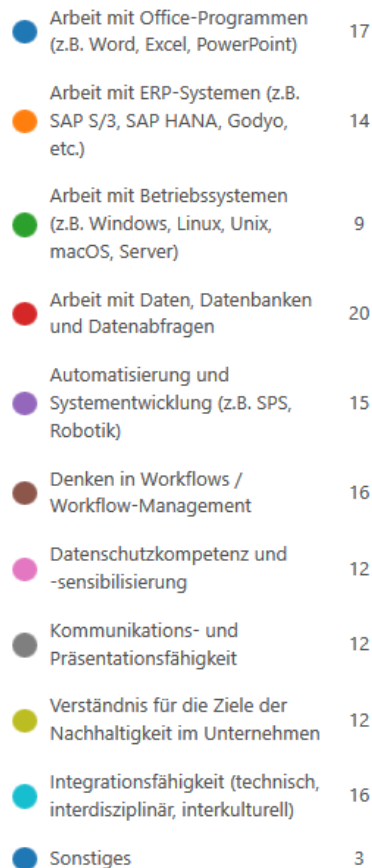 Arbeit mit Office-Programmen
(z.B. Word, Excel, PowerPoint) 17
Arbeit mit ERP-Systemen (z.B.
SAP S/3, SAP HANA, Godyo, 14
etc.)
Arbeit mit Betriebssystemen
(z.B. Windows, Linux, Unix, 9
macOS, Server)
Arbeit mit Daten, Datenbanken
und Datenabfragen 20
Automatisierung und
Systementwicklung (z.B. SPS, 15
Robotik)
Denken in Workflows /
Workflow-Management 16
Datenschutzkompetenz und
-sensibilisierung 12
Kommunikations- und
Präsentationsfähigkeit 12
Verständnis für die Ziele der
Nachhaltigkeit im Unternehmen 12
Integrationsfähigkeit (technisch,
interdisziplinär, interkulturell) 16
Sonstiges 3